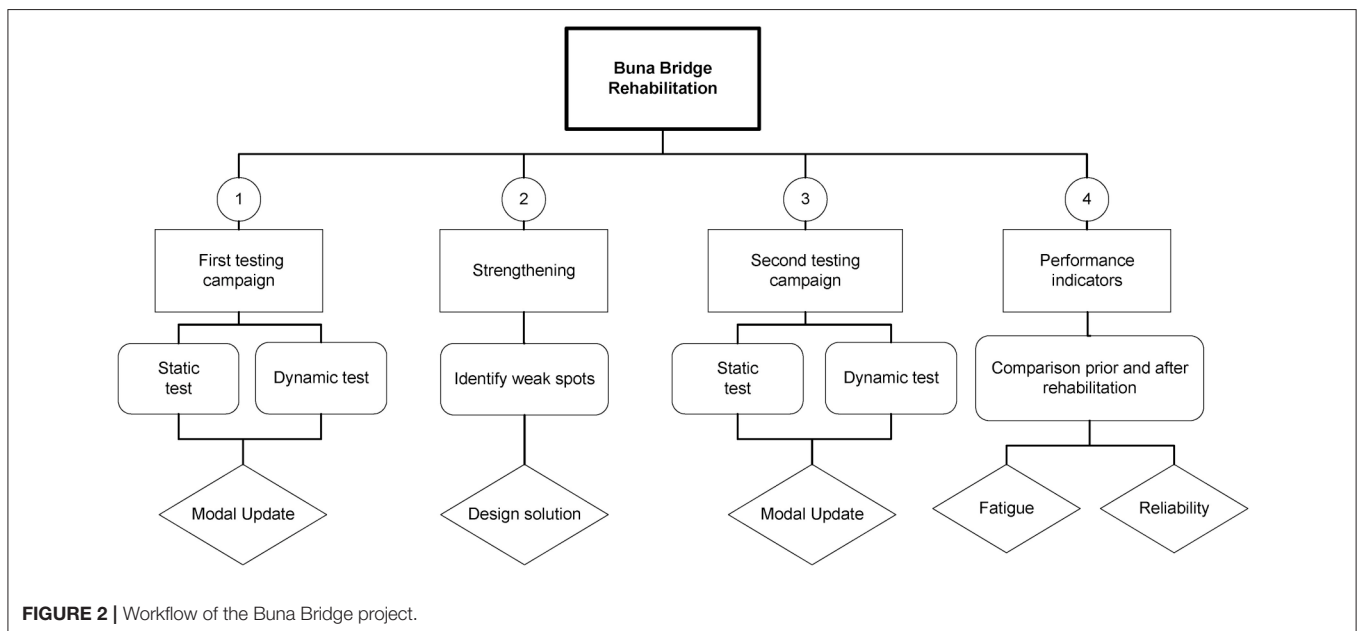 Buna Bridge
Rehabilitation
1
2
3
4
First testing
campaign
Strengthening
Second testing
campaign
Performance
indicators
Static
test
Dynamic test
Identify weak spots
Static
test
Dynamic test
Comparison prior and after
rehabilitation
Modal Update
Design solution
Modal Update
Fatigue
Reliability
FIGURE 2 | Workflow of the Buna Bridge project.